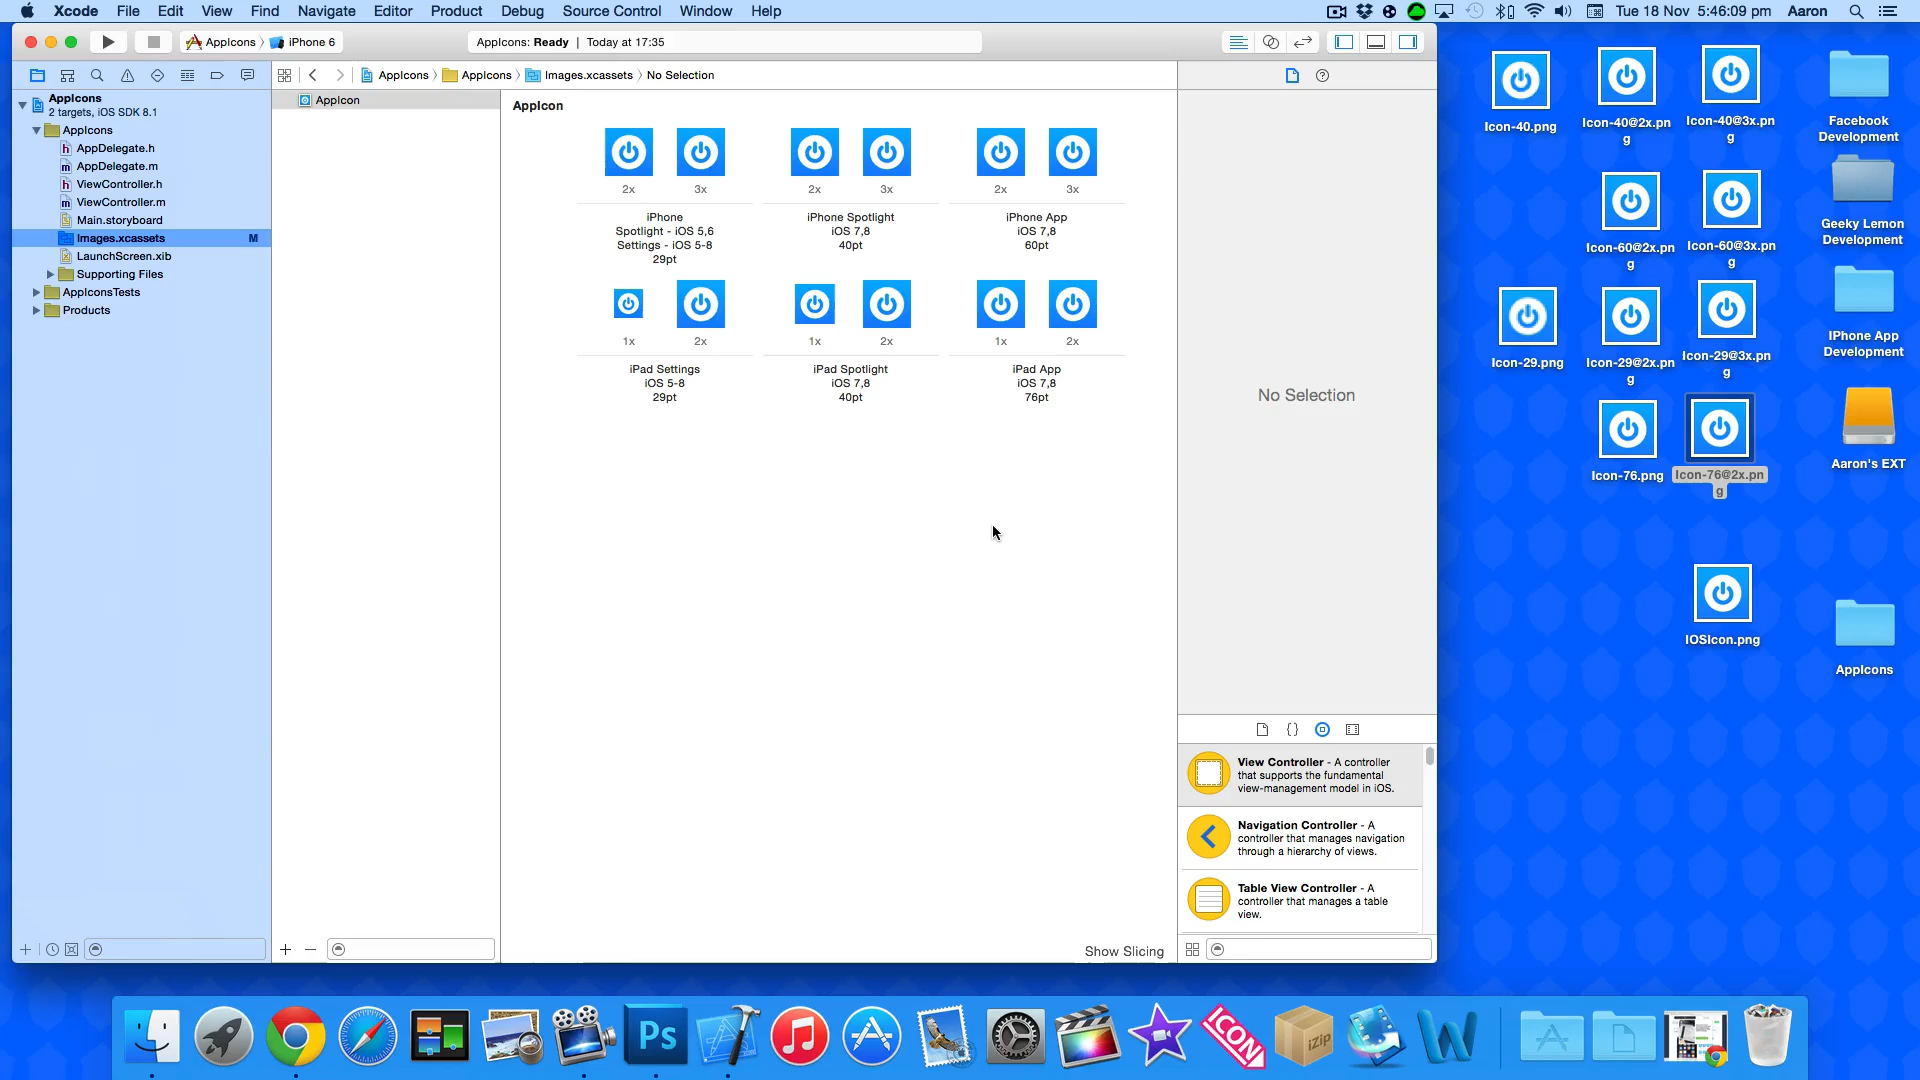 Xcode File Edit View Find Navigate Editor Product Debug Source Control Window Help
Tue 18 Nov 5:46:09 pm Aaron
AppIcons iPhone 6
AppIcons: Ready | Today at 17:35
AppIcons AppIcons Images.xcassets No Selection
AppIcons
2 targets, iOS SDK 8.1
AppIcons
AppDelegate.h
AppDelegate.m
ViewController.h
ViewController.m
Main.storyboard
Images.xcassets M
LaunchScreen.xib
Supporting Files
AppIconsTests
Products
AppIcon
AppIcon
2x 3x 2x 3x 2x 3x
iPhone
Spotlight - iOS 5,6
Settings - iOS 5-8
29pt
iPhone Spotlight
iOS 7,8
40pt
iPhone App
iOS 7,8
60pt
1x 2x 1x 2x 1x 2x
iPad Settings
iOS 5-8
29pt
iPad Spotlight
iOS 7,8
40pt
iPad App
iOS 7,8
76pt
Show Slicing
No Selection
View Controller - A controller
that supports the fundamental
view-management model in iOS.
Navigation Controller - A
controller that manages navigation
through a hierarchy of views.
Table View Controller - A
controller that manages a table
view.
Icon-40.png
Icon-40@2x.pn
g
Icon-40@3x.pn
g
Facebook
Development
Icon-60@2x.pn
g
Icon-60@3x.pn
g
Geeky Lemon
Development
Icon-29.png
Icon-29@2x.pn
g
Icon-29@3x.pn
g
IPhone App
Development
Icon-76.png
Icon-76@2x.pn
g
Aaron's EXT
IOSIcon.png
AppIcons
Ps
ICON
iZip
W